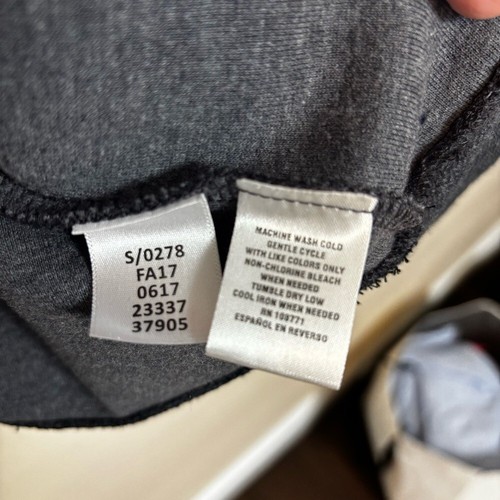 S/0278
FA17
0617
23337
37905
MACHINE WASH COLD
GENTLE CYCLE
WITH LIKE COLORS ONLY
NON-CHLORINE BLEACH
WHEN NEEDED
TUMBLE DRY LOW
COOL IRON WHEN NEEDED
RN 109771
ESPAÑOL EN REVERSO